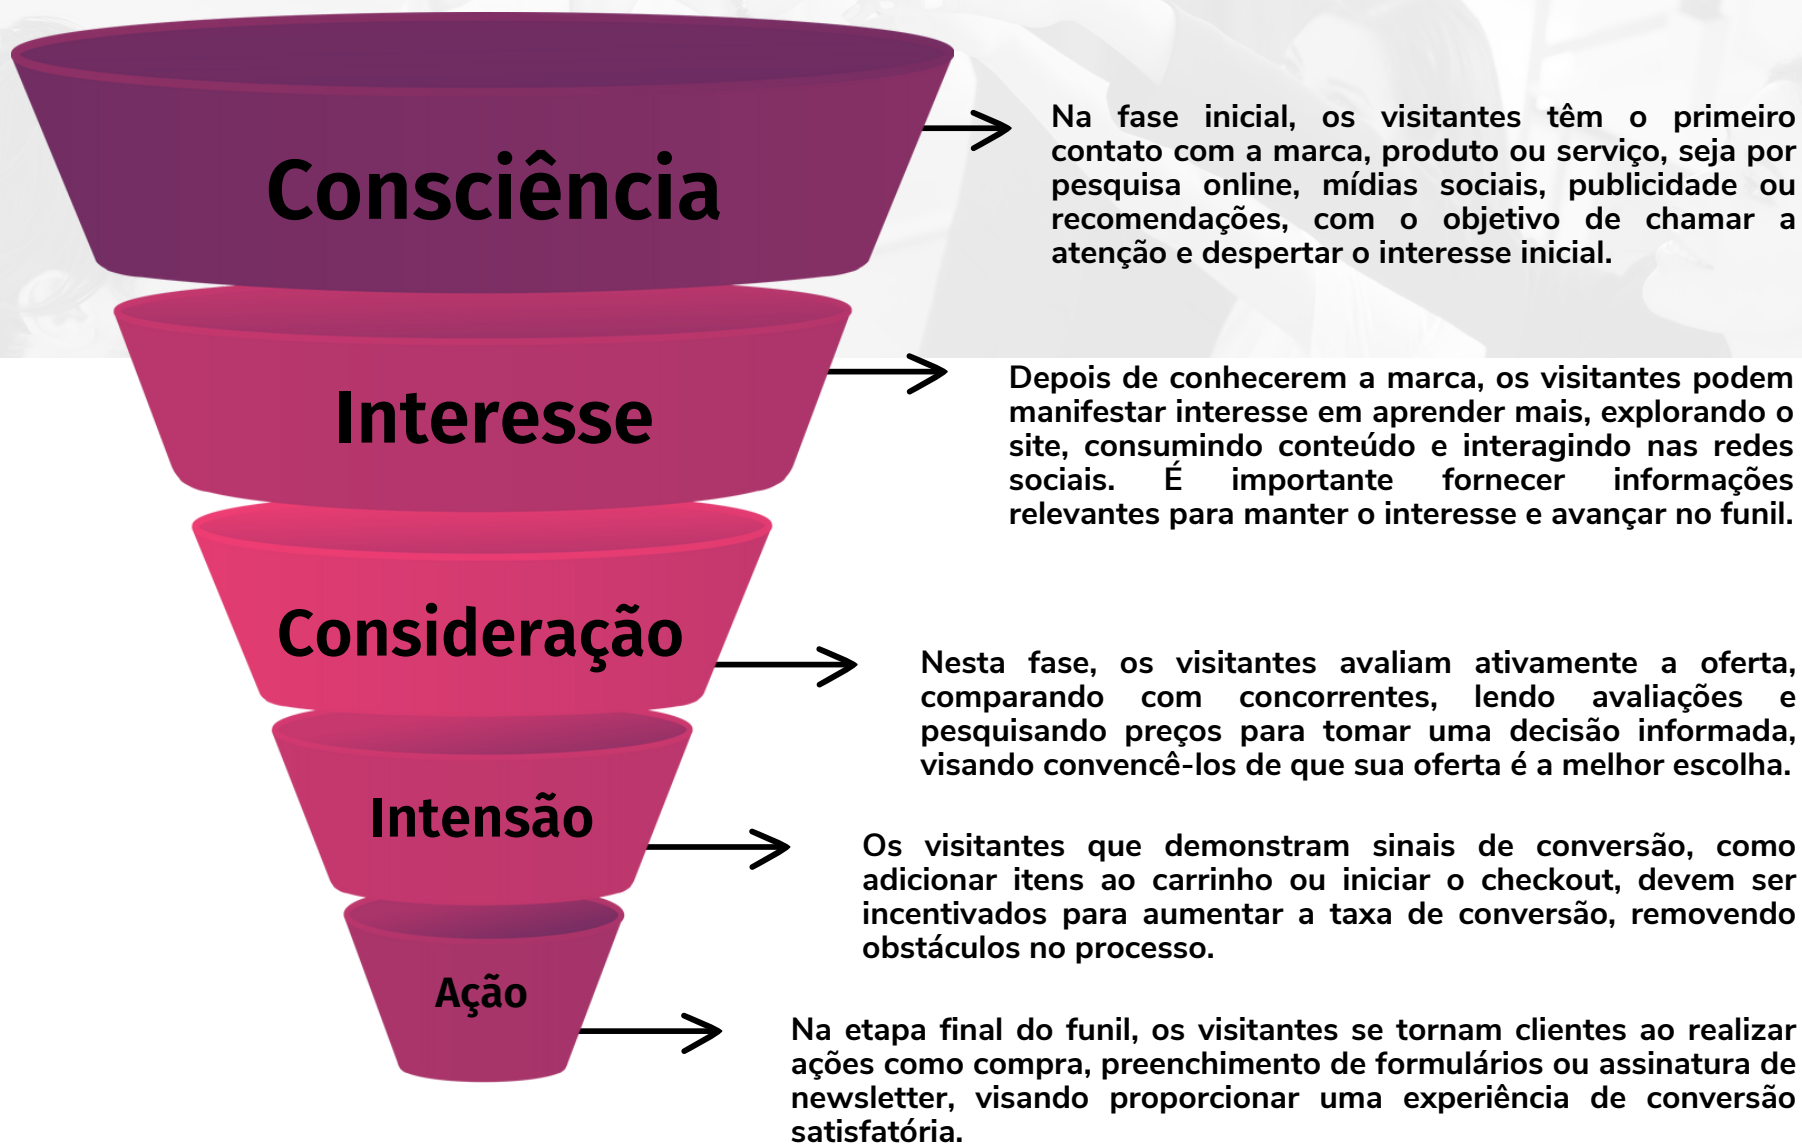 Consciência
Na fase inicial, os visitantes têm o primeiro
contato com a marca, produto ou serviço, seja por
pesquisa online, mídias sociais, publicidade ou
recomendações, com o objetivo de chamar a
atenção e despertar o interesse inicial.
Interesse
Depois de conhecerem a marca, os visitantes podem
manifestar interesse em aprender mais, explorando o
site, consumindo conteúdo e interagindo nas redes
sociais. É importante fornecer informações
relevantes para manter o interesse e avançar no funil.
Consideração
Nesta fase, os visitantes avaliam ativamente a oferta,
comparando com concorrentes, lendo avaliações e
pesquisando preços para tomar uma decisão informada,
visando convencê-los de que sua oferta é a melhor escolha.
Intensão
Os visitantes que demonstram sinais de conversão, como
adicionar itens ao carrinho ou iniciar o checkout, devem ser
incentivados para aumentar a taxa de conversão, removendo
obstáculos no processo.
Ação
Na etapa final do funil, os visitantes se tornam clientes ao realizar
ações como compra, preenchimento de formulários ou assinatura de
newsletter, visando proporcionar uma experiência de conversão
satisfatória.